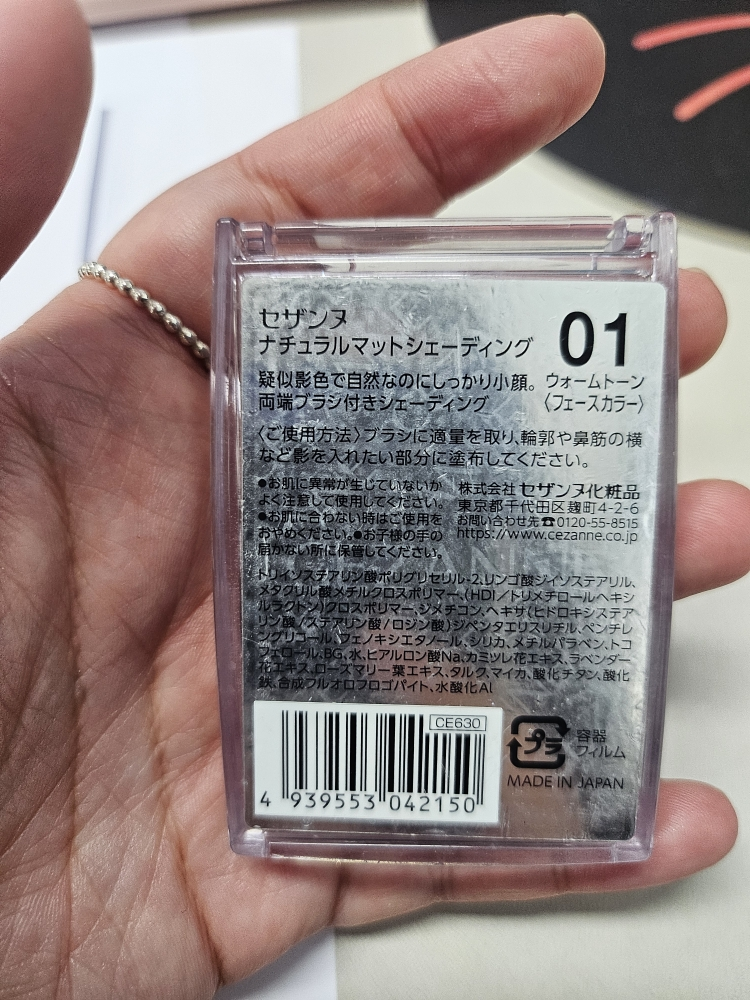 セザンヌ
ナチュラルマットシェーディング
01
疑似影色で自然なのにしっかり小顔。
両端ブラシ付きシェーディング
ウォームトーン
〈フェースカラー〉
〈ご使用方法〉ブラシに適量を取り、輪郭や鼻筋の横
など影を入れたい部分に塗布してください。
●お肌に異常が生じていないか
よく注意して使用してください。
●お肌に合わない時はご使用を
おやめください。●お子様の手の
届かない所に保管してください。
株式会社 セザンヌ化粧品
東京都千代田区麹町4-2-6
お問い合わせ先☎0120-55-8515
https://www.cezanne.co.jp
CEZANNE
トリイソステアリン酸ポリグリセリル-2、リンゴ酸ジイソステアリル、
メタクリル酸メチルクロスポリマー、(HDI/トリメチロールヘキシ
ルラクトン)クロスポリマー、ジメチコン、ヘキサ(ヒドロキシステア
リン酸/ステアリン酸/ロジン酸)ジペンタエリスリチル、ペンチレ
ングリコール、フェノキシエタノール、シリカ、メチルパラベン、トコ
フェロール、BG、水、ヒアルロン酸Na、カミツレ花エキス、ラベンダー
花エキス、ローズマリー葉エキス、タルク、マイカ、酸化チタン、酸化
鉄、合成フルオロフロゴパイト、水酸化Al
CE630
4 939553 042150
プラ
容器
フィルム
MADE IN JAPAN